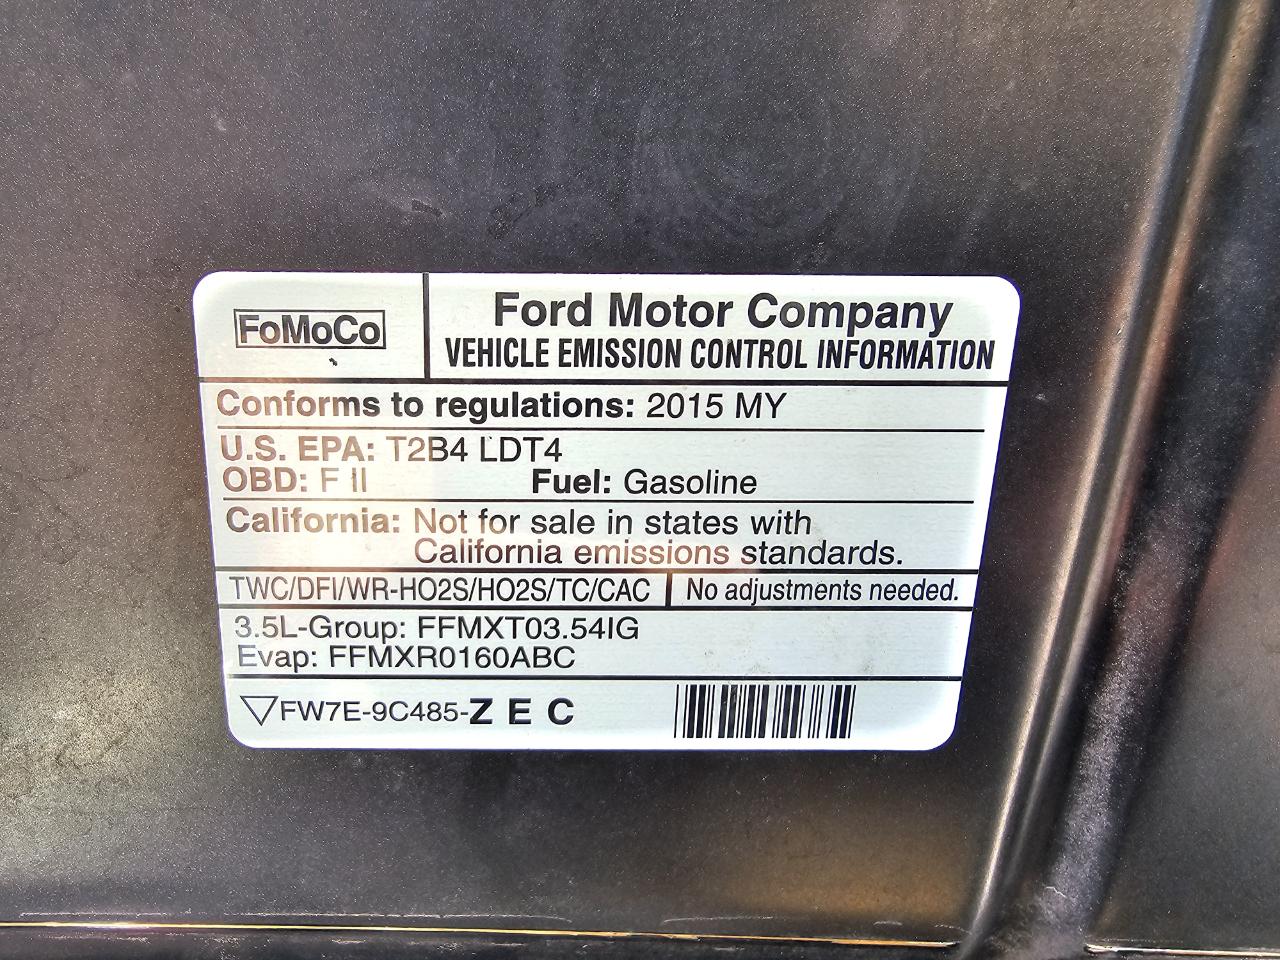 FoMoCo
Ford Motor Company
VEHICLE EMISSION CONTROL INFORMATION
Conforms to regulations: 2015 MY
U.S. EPA: T2B4 LDT4
OBD: F II Fuel: Gasoline
California: Not for sale in states with
California emissions standards.
TWC/DFI/WR-HO2S/HO2S/TC/CAC No adjustments needed.
3.5L-Group: FFMXT03.54IG
Evap: FFMXR0160ABC
FW7E-9C485-Z E C